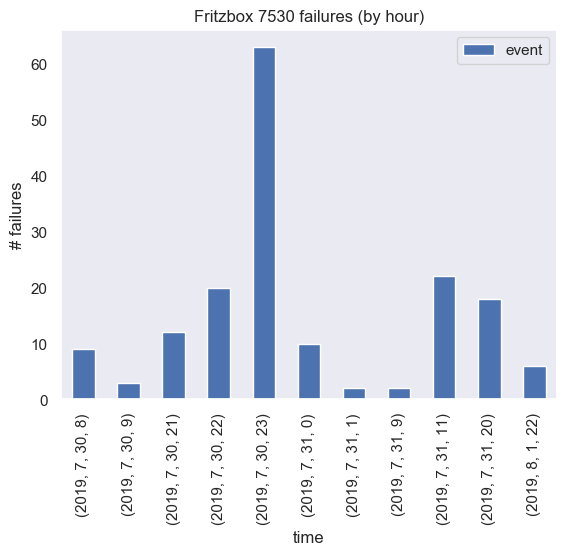 Fritzbox 7530 failures (by hour)
event
# failures
60
50
40
30
20
10
0
(2019, 7, 30, 8)
(2019, 7, 30, 9)
(2019, 7, 30, 21)
(2019, 7, 30, 22)
(2019, 7, 30, 23)
(2019, 7, 31, 0)
(2019, 7, 31, 1)
(2019, 7, 31, 9)
(2019, 7, 31, 11)
(2019, 7, 31, 20)
(2019, 8, 1, 22)
time